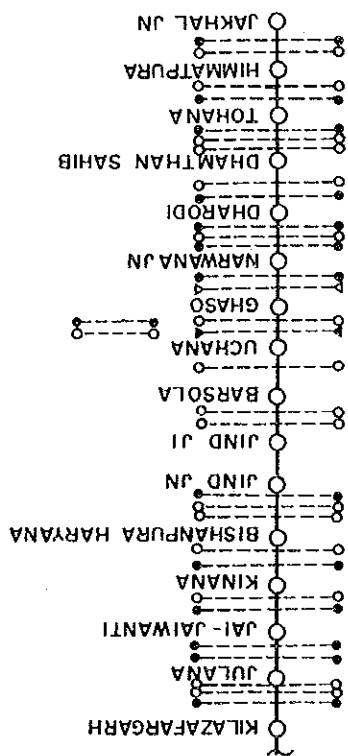 KILAZAFARGARH
JULANA
JAI-JAIWANTI
KINANA
BISHANPURA HARYANA
JIND JN
JIND JI
BARSOLA
UCHANA
GHASO
NARWANA JN
DHARODI
DHAMTHAN SAHIB
TOHANA
HIMMATPURA
JAKHAL JN